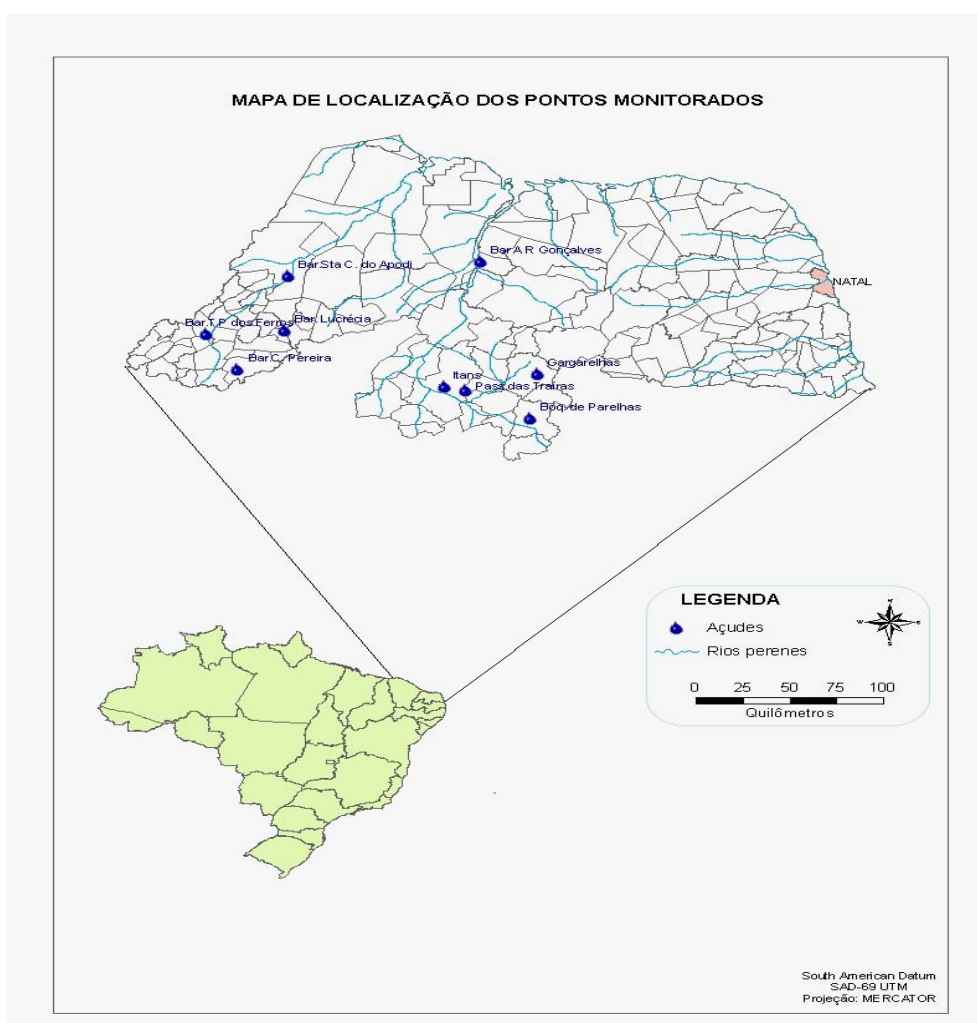 MAPA DE LOCALIZAÇÃO DOS PONTOS MONITORADOS
Bar.A R Gonçalves
Bar.Sta C. do Apodi
NATAL
Bar.T.P dos Ferros
Bar. Lucrécia
Bar.C. Pereira
Gargarelhas
Itans
Pass.das Traíras
Boq. de Parelhas
LEGENDA
Açudes
Rios perenes
N
W
E
S
0 25 50 75 100
Quilômetros
South American Datum
SAD-69 UTM
Projeção: MERCATOR